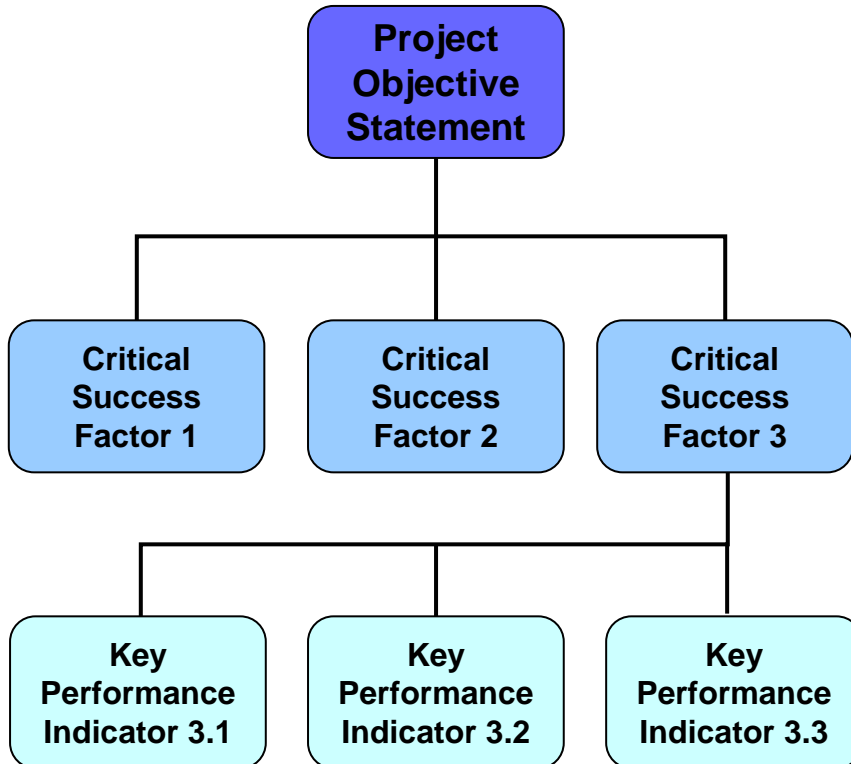 Project
Objective
Statement
Critical
Success
Factor 1
Critical
Success
Factor 2
Critical
Success
Factor 3
Key
Performance
Indicator 3.1
Key
Performance
Indicator 3.2
Key
Performance
Indicator 3.3